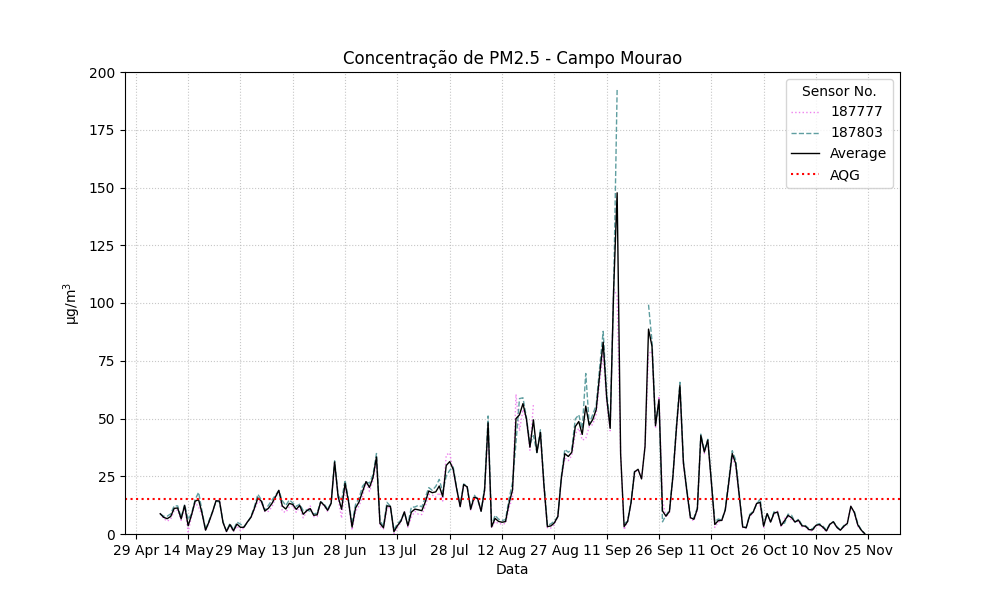 Concentração de PM2.5 - Campo Mourao
200
175
150
125
100
75
50
25
0
µg/m³
Sensor No.
187777
187803
Average
AQG
29 Apr 14 May 29 May 13 Jun 28 Jun 13 Jul 28 Jul 12 Aug 27 Aug 11 Sep 26 Sep 11 Oct 26 Oct 10 Nov 25 Nov
Data